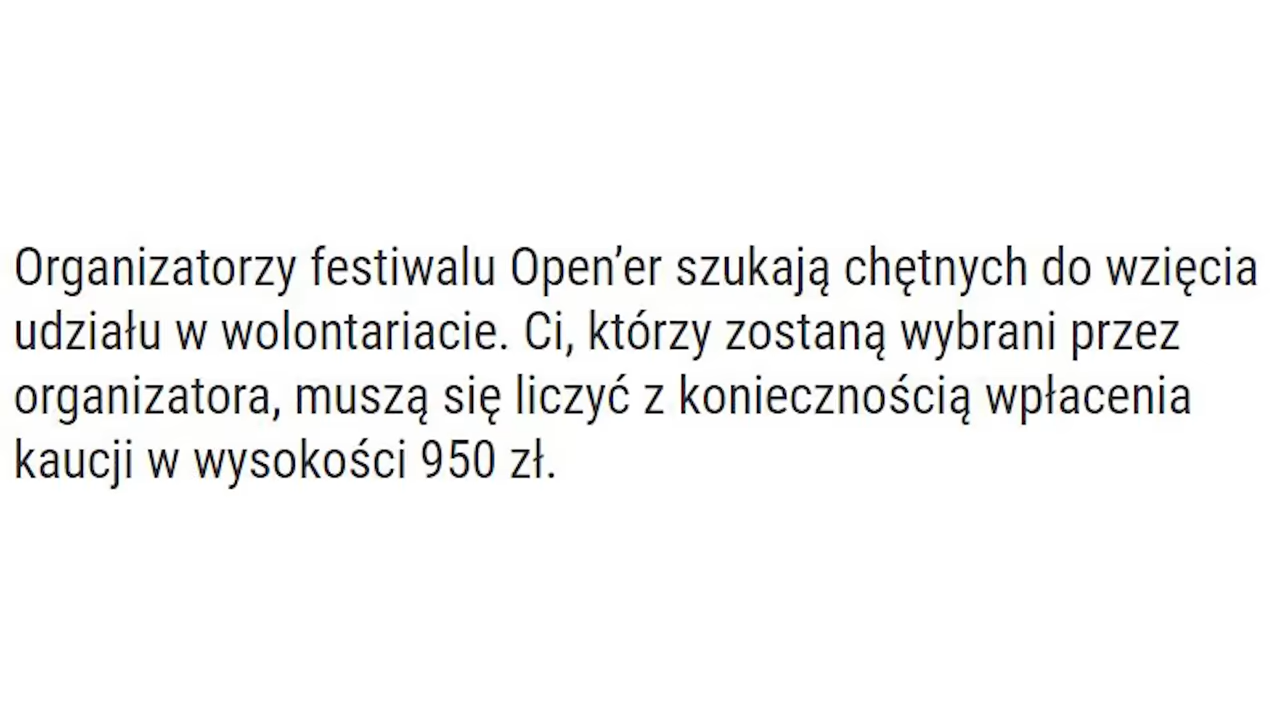 Organizatorzy festiwalu Open’er szukają chętnych do wzięcia
udziału w wolontariacie. Ci, którzy zostaną wybrani przez
organizatora, muszą się liczyć z koniecznością wpłacenia
kaucji w wysokości 950 zł.